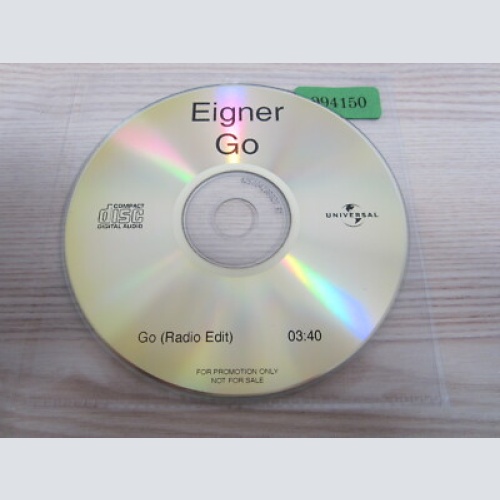 994150
Eigner
Go
COMPACT
disc
DIGITAL AUDIO
UNIVERSAL
Go (Radio Edit) 03:40
FOR PROMOTION ONLY
NOT FOR SALE